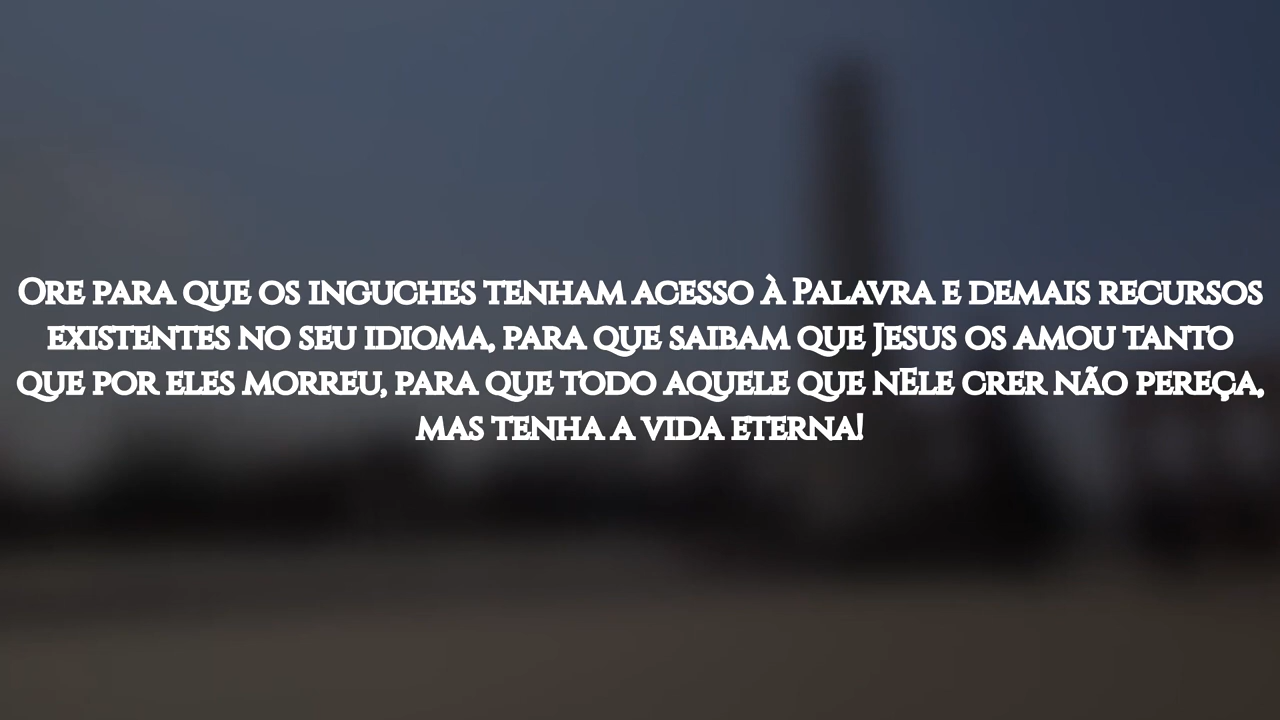 Ore para que os inguches tenham acesso à Palavra e demais recursos
existentes no seu idioma, para que saibam que Jesus os amou tanto
que por eles morreu, para que todo aquele que nEle crer não pereça,
mas tenha a vida eterna!